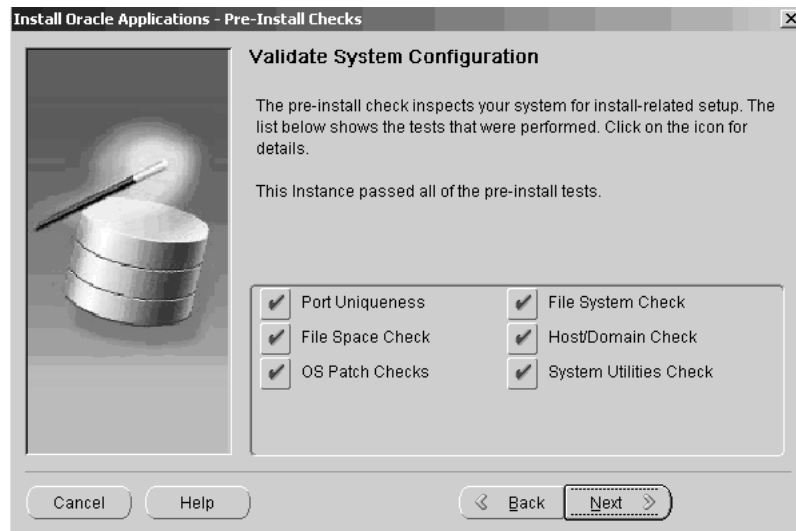 Install Oracle Applications - Pre-Install Checks
Validate System Configuration
The pre-install check inspects your system for install-related setup. The
list below shows the tests that were performed. Click on the icon for
details.
This Instance passed all of the pre-install tests.
Port Uniqueness
File System Check
File Space Check
Host/Domain Check
OS Patch Checks
System Utilities Check
Cancel
Help
Back
Next